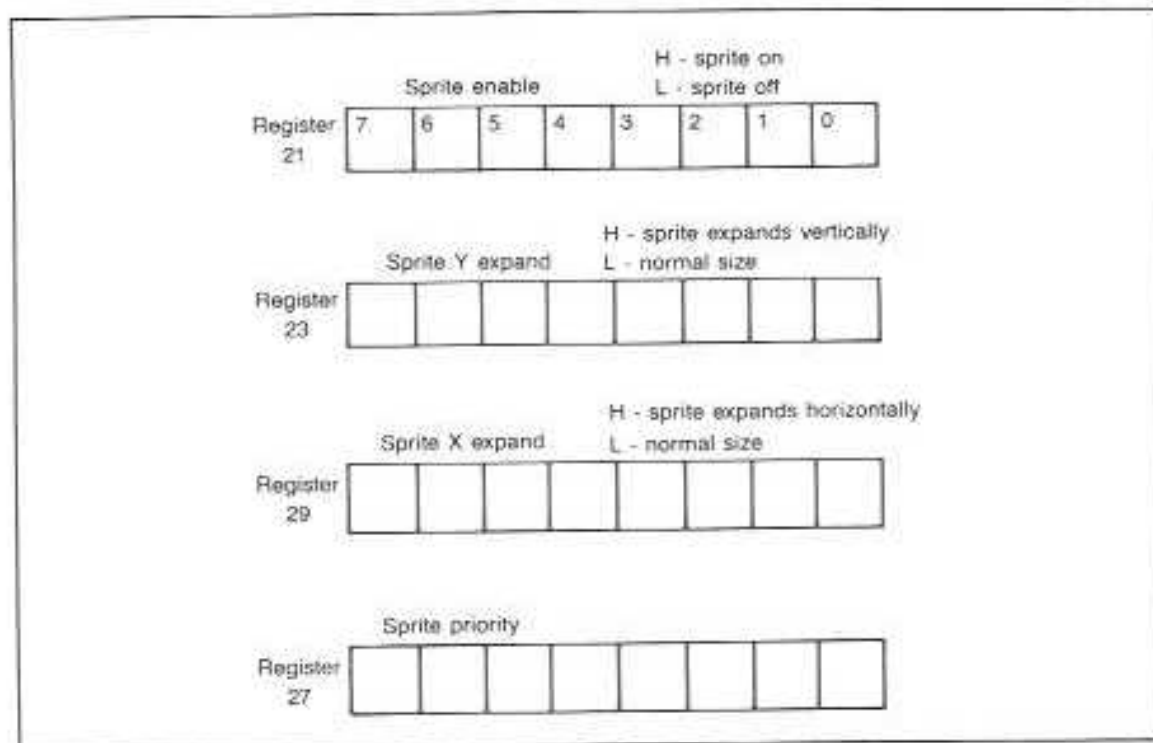 H - sprite on
Sprite enable L - sprite off
Register 21
7 6 5 4 3 2 1 0
H - sprite expands vertically
Sprite Y expand L - normal size
Register 23
H - sprite expands horizontally
Sprite X expand L - normal size
Register 29
Sprite priority
Register 27